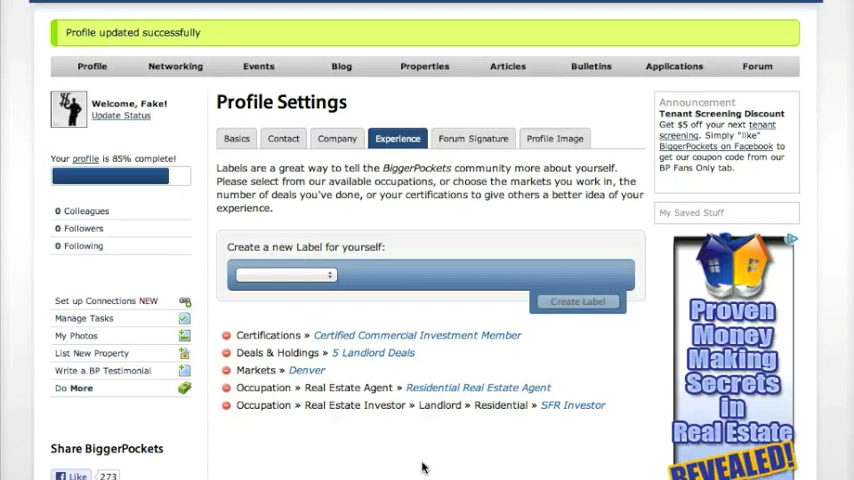 Profile updated successfully
Profile Networking Events Blog Properties Articles Bulletins Applications Forum
Welcome, Fake!
Update Status
Your profile is 85% complete!
0 Colleagues
0 Followers
0 Following
Set up Connections NEW
Manage Tasks
My Photos
List New Property
Write a BP Testimonial
Do More
Share BiggerPockets
Like 273
Profile Settings
Basics Contact Company Experience Forum Signature Profile Image
Labels are a great way to tell the BiggerPockets community more about yourself.
Please select from our available occupations, or choose the markets you work in, the
number of deals you've done, or your certifications to give others a better idea of your
experience.
Create a new Label for yourself:
Create Label
Certifications » Certified Commercial Investment Member
Deals & Holdings » 5 Landlord Deals
Markets » Denver
Occupation » Real Estate Agent » Residential Real Estate Agent
Occupation » Real Estate Investor » Landlord » Residential » SFR Investor
Announcement
Tenant Screening Discount
Get $5 off your next tenant
screening. Simply "like"
BiggerPockets on Facebook to
get our coupon code from our
BP Fans Only tab.
My Saved Stuff
Proven
Money
Making
Secrets
in
Real Estate
REVEALED!